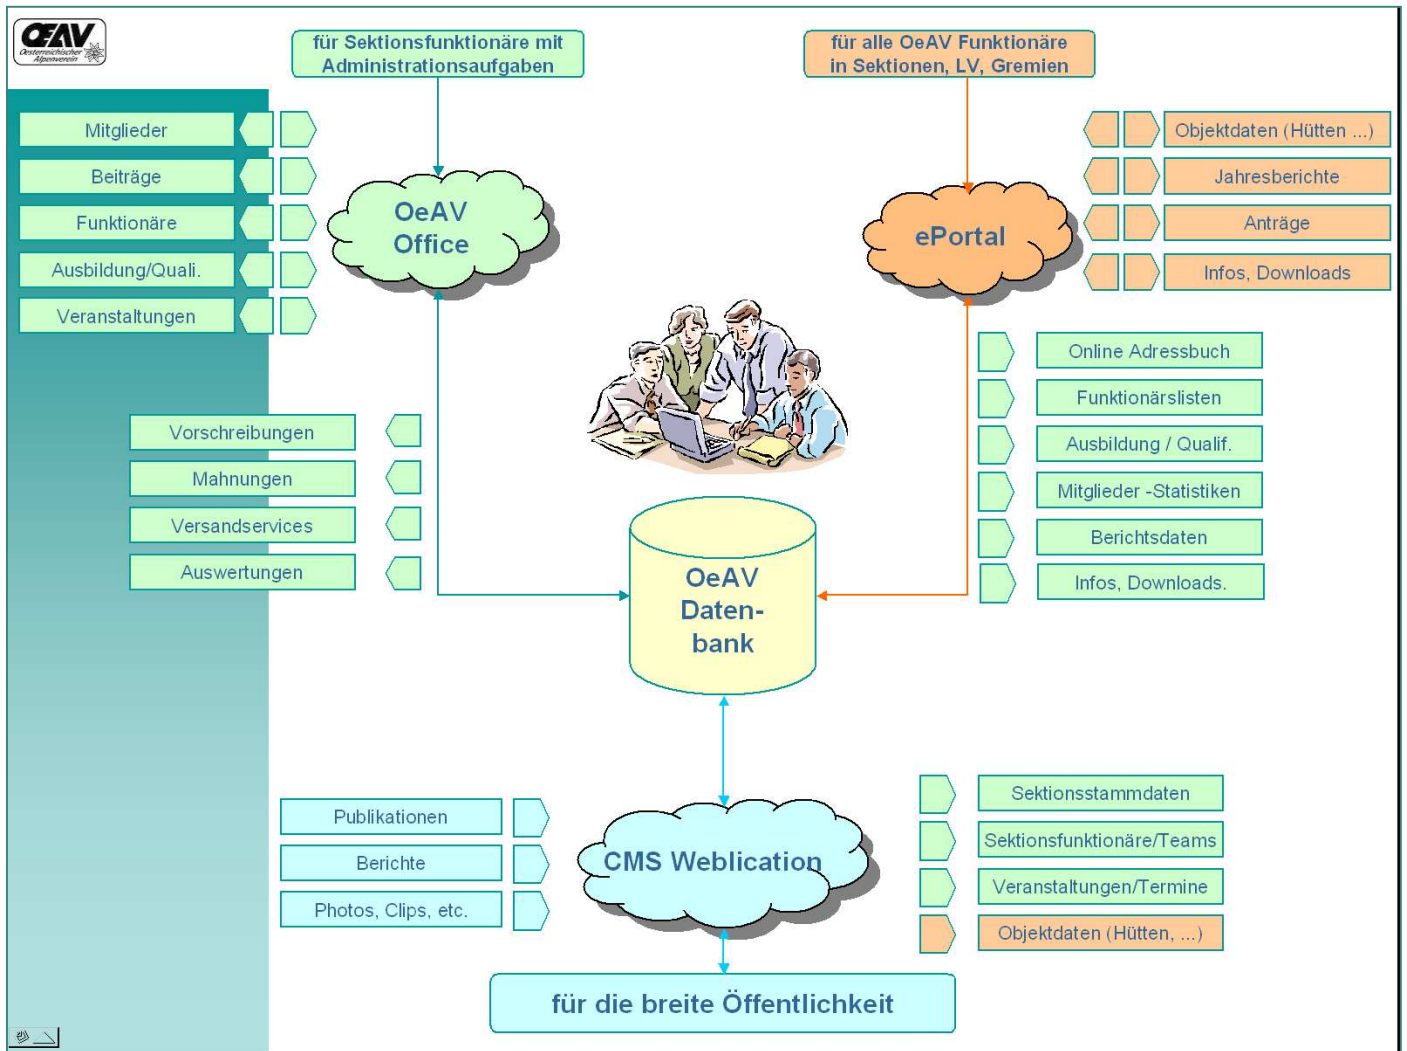 OEAV
Oesterreichischer
Alpenverein
für Sektionsfunktionäre mit
Administrationsaufgaben
für alle OeAV Funktionäre
in Sektionen, LV, Gremien
Mitglieder
Beiträge
Funktionäre
Ausbildung/Quali.
Veranstaltungen
OeAV
Office
ePortal
Objektdaten (Hütten ...)
Jahresberichte
Anträge
Infos, Downloads
Vorschreibungen
Mahnungen
Versandservices
Auswertungen
Online Adressbuch
Funktionärslisten
Ausbildung / Qualif.
Mitglieder -Statistiken
Berichtsdaten
Infos, Downloads.
OeAV
Daten-
bank
Publikationen
Berichte
Photos, Clips, etc.
CMS Weblication
Sektionsstammdaten
Sektionsfunktionäre/Teams
Veranstaltungen/Termine
Objektdaten (Hütten, ...)
für die breite Öffentlichkeit